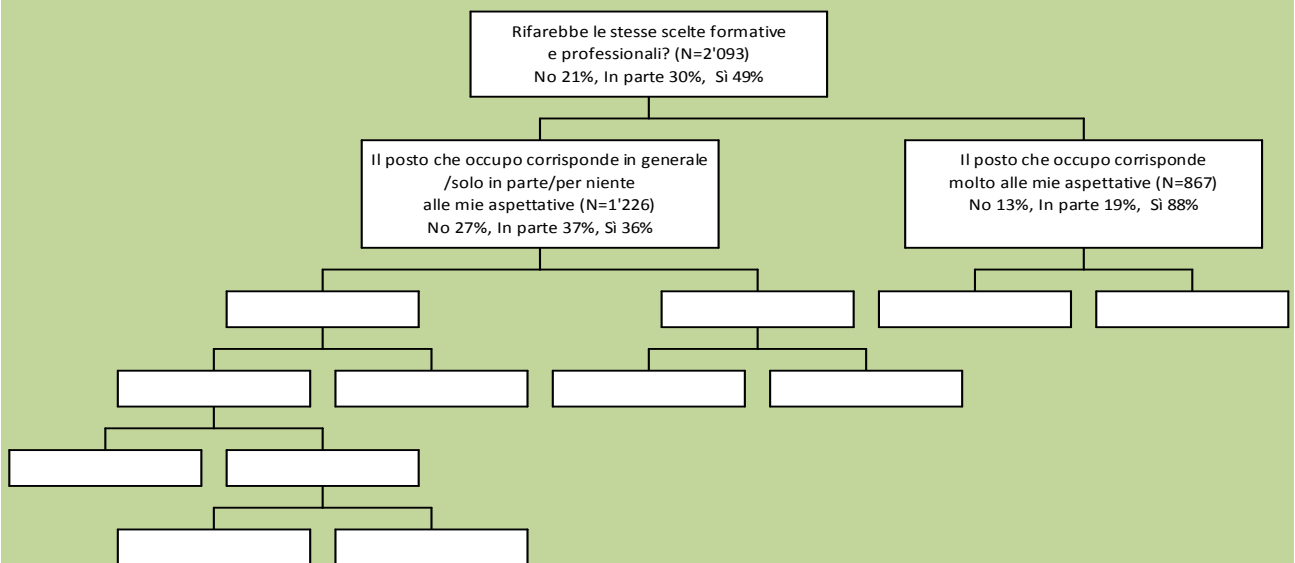 Rifarebbe le stesse scelte formative
e professionali? (N=2'093)
No 21%, In parte 30%, Sì 49%
Il posto che occupo corrisponde in generale
/solo in parte/per niente
alle mie aspettative (N=1'226)
No 27%, In parte 37%, Sì 36%
Il posto che occupo corrisponde
molto alle mie aspettative (N=867)
No 13%, In parte 19%, Sì 88%